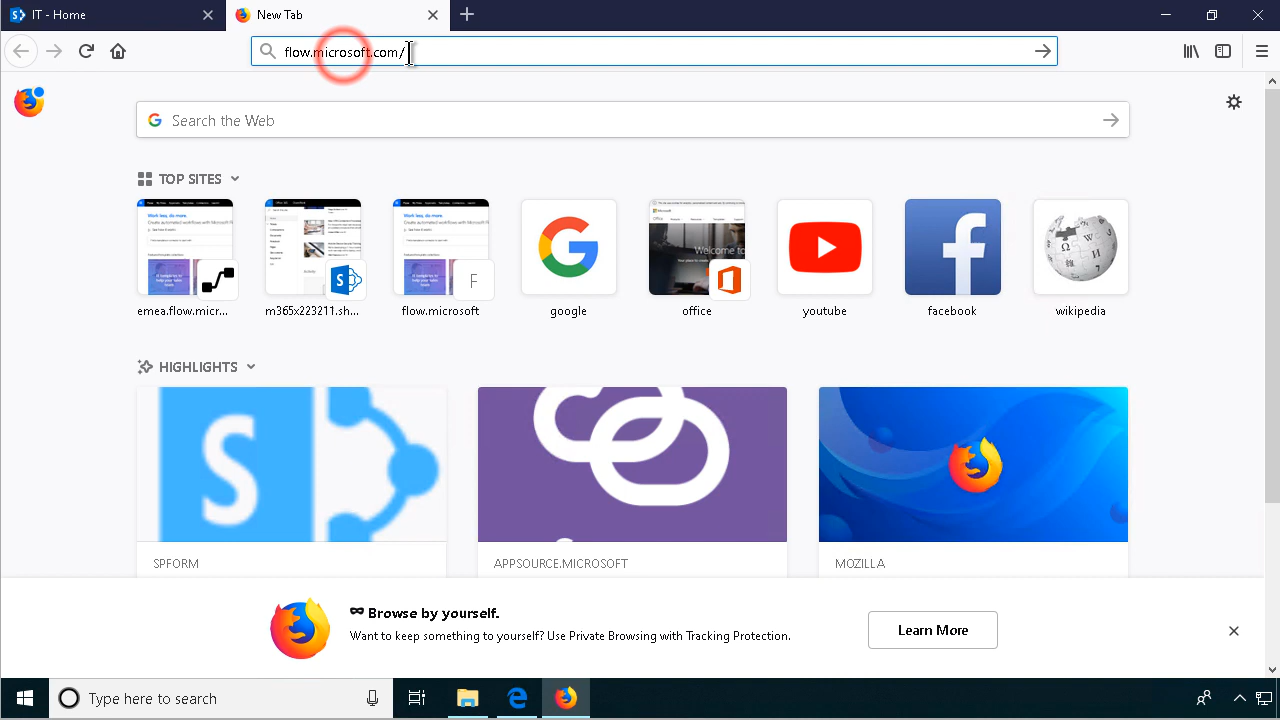 IT - Home
New Tab
flow.microsoft.com/
Search the Web
TOP SITES
F
emea.flow.micr...
m365x223211.sh...
flow.microsoft
google
office
youtube
facebook
wikipedia
HIGHLIGHTS
SPFORM
APPSOURCE.MICROSOFT
MOZILLA
Browse by yourself.
Want to keep something to yourself? Use Private Browsing with Tracking Protection.
Learn More
Type here to search